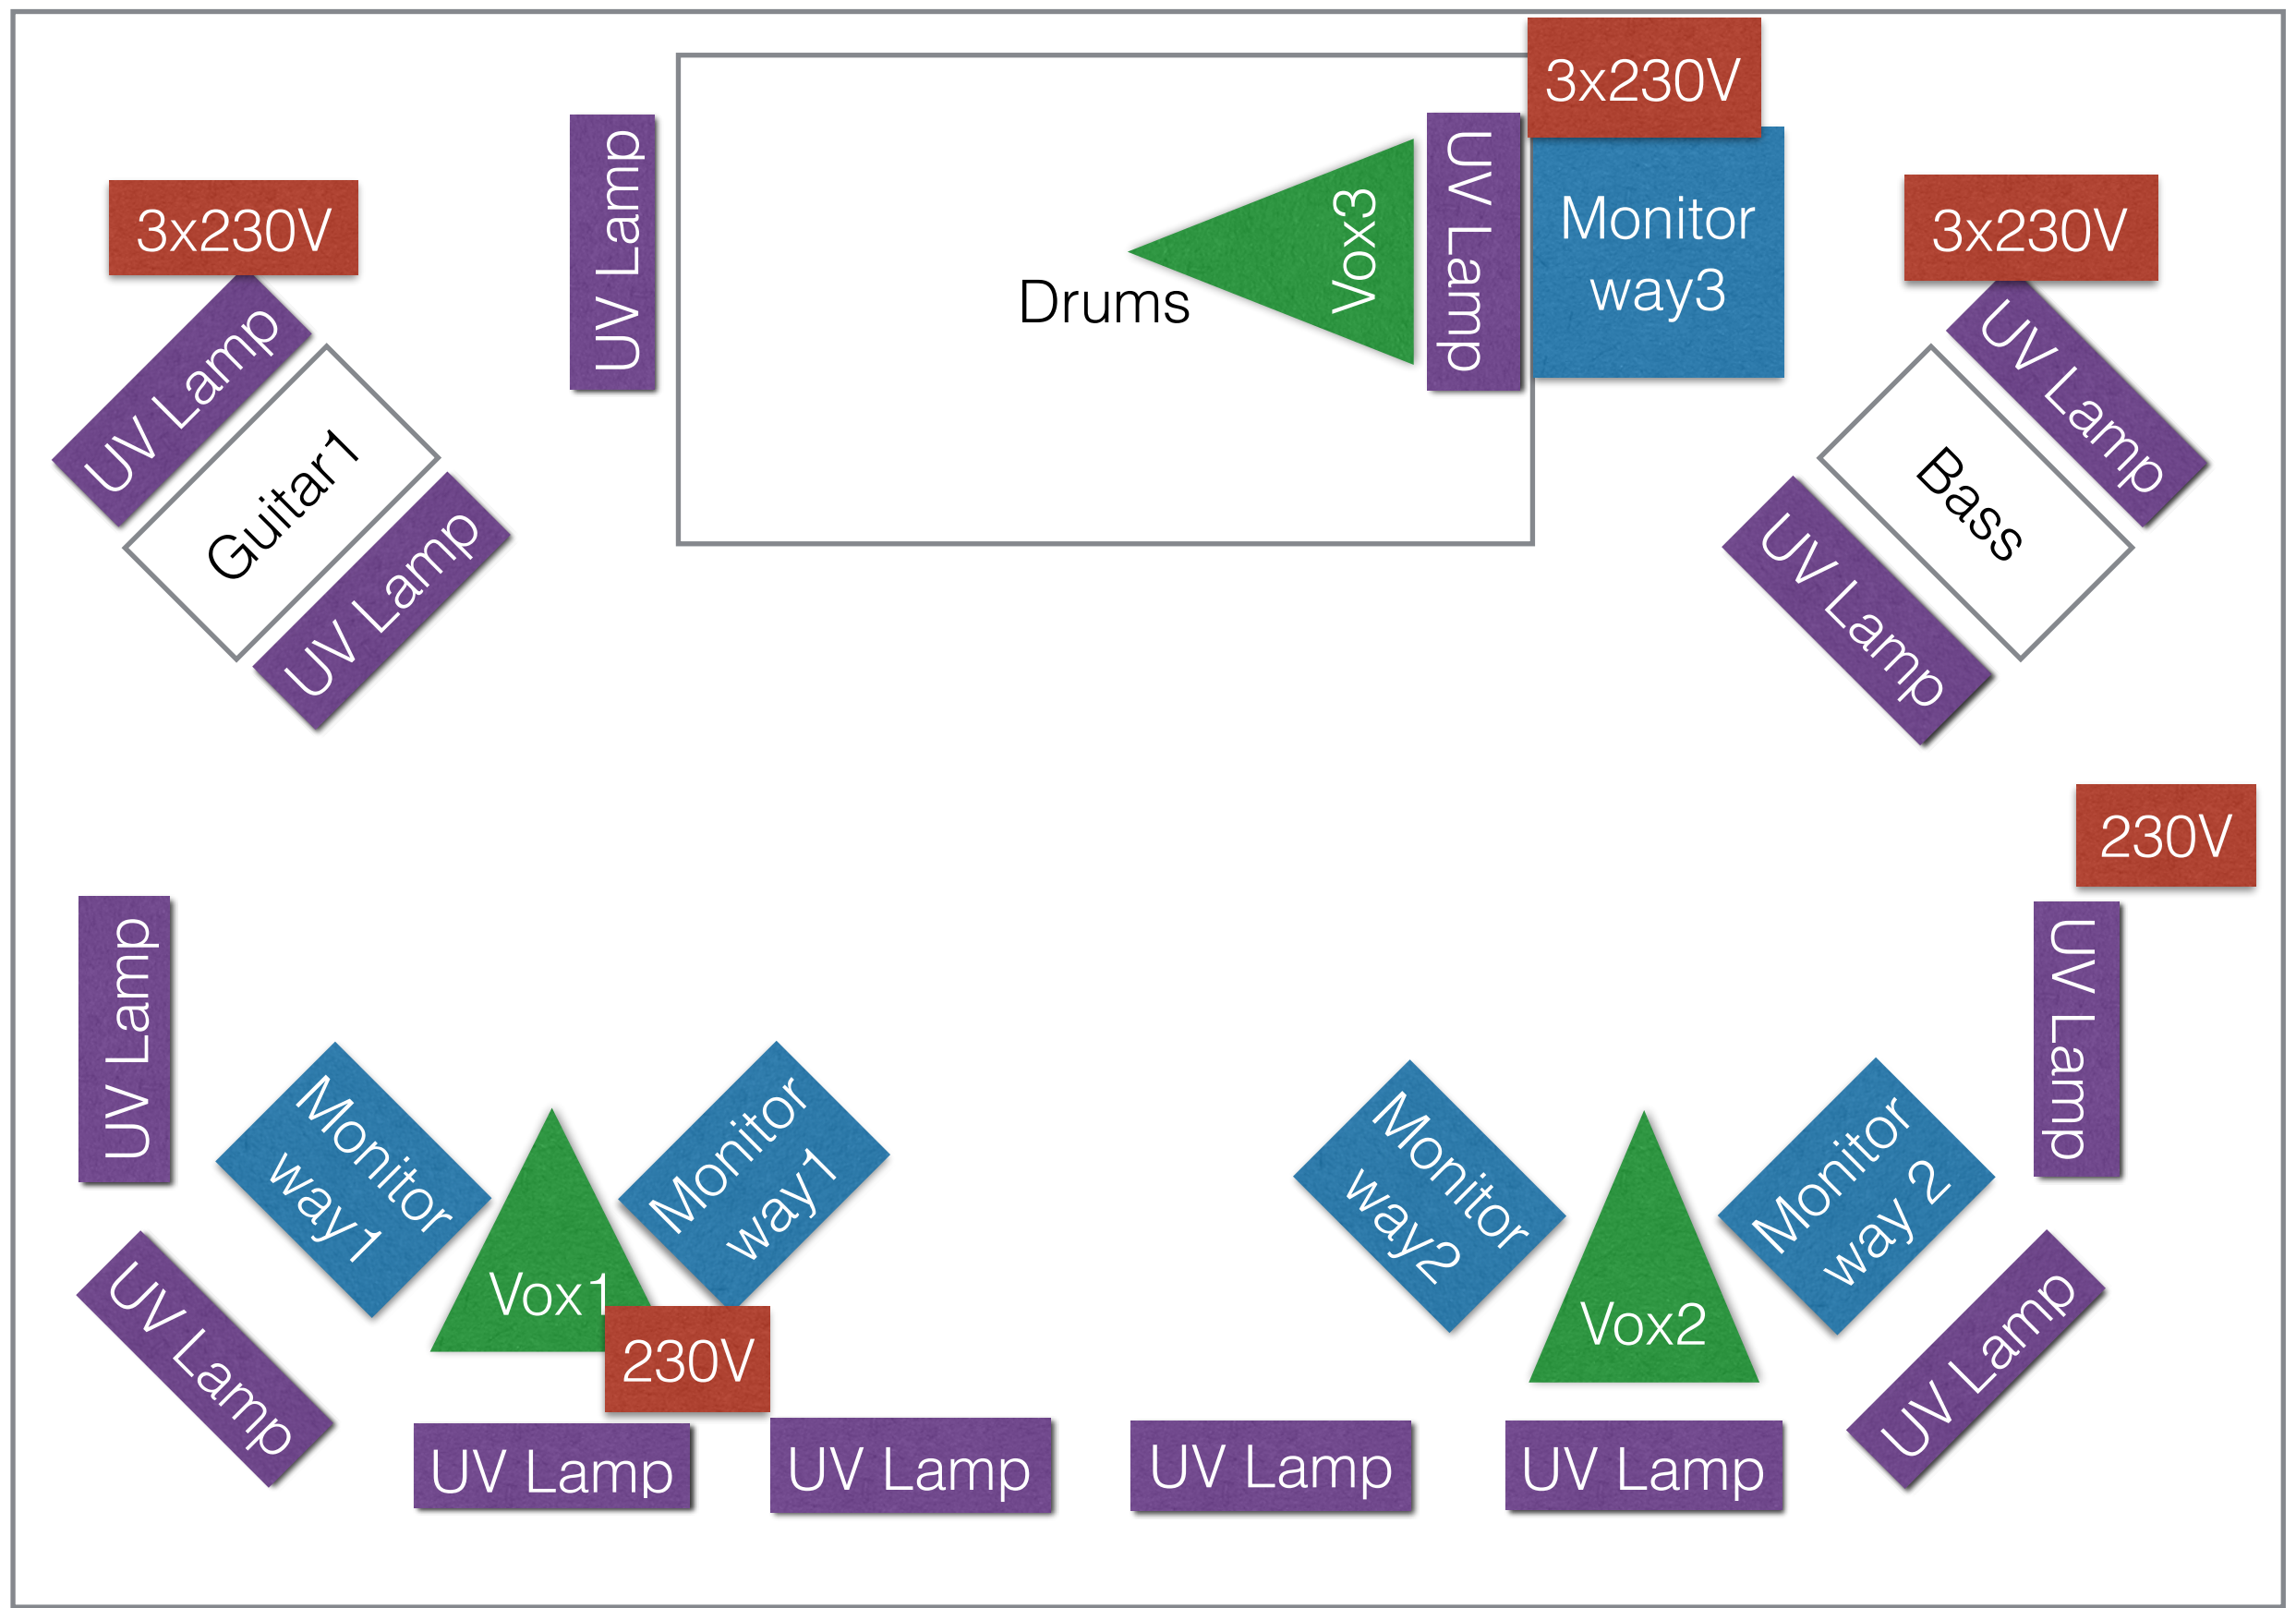 3x230V
UV Lamp
3x230V
UV Lamp
Vox3
UV Lamp
Monitor
way3
3x230V
Drums
UV Lamp
Guitar1
UV Lamp
Bass
UV Lamp
UV Lamp
230V
UV Lamp
UV Lamp
Monitor
way1
Monitor
way1
Monitor
way2
Monitor
way 2
Vox1
Vox2
230V
UV Lamp
UV Lamp
UV Lamp
UV Lamp
UV Lamp
UV Lamp